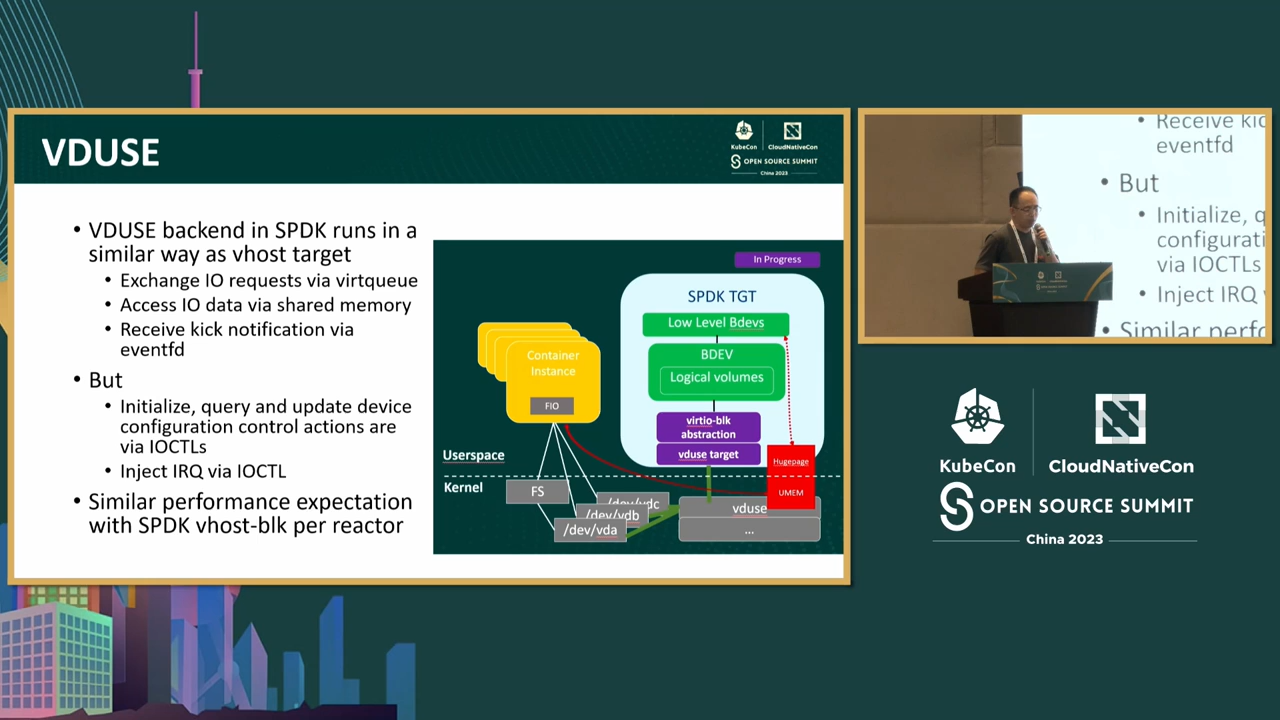 VDUSE
KubeCon
CloudNativeCon
OPEN SOURCE SUMMIT
China 2023
• VDUSE backend in SPDK runs in a
similar way as vhost target
• Exchange IO requests via virtqueue
• Access IO data via shared memory
• Receive kick notification via
eventfd
• But
• Initialize, query and update device
configuration control actions are
via IOCTLs
• Inject IRQ via IOCTL
• Similar performance expectation
with SPDK vhost-blk per reactor
In Progress
SPDK TGT
Low Level Bdevs
BDEV
Logical volumes
virtio-blk
abstraction
vduse target
Container
Instance
FIO
Userspace
Kernel
Hugepage
UMEM
FS
/dev/vdc
/dev/vdb
/dev/vda
vduse
...
• Receive kic
eventfd
• But
• Initialize, q
configurati
via IOCTLs
• Inject IRQ
• Similar perfo
KubeCon
CloudNativeCon
OPEN SOURCE SUMMIT
China 2023